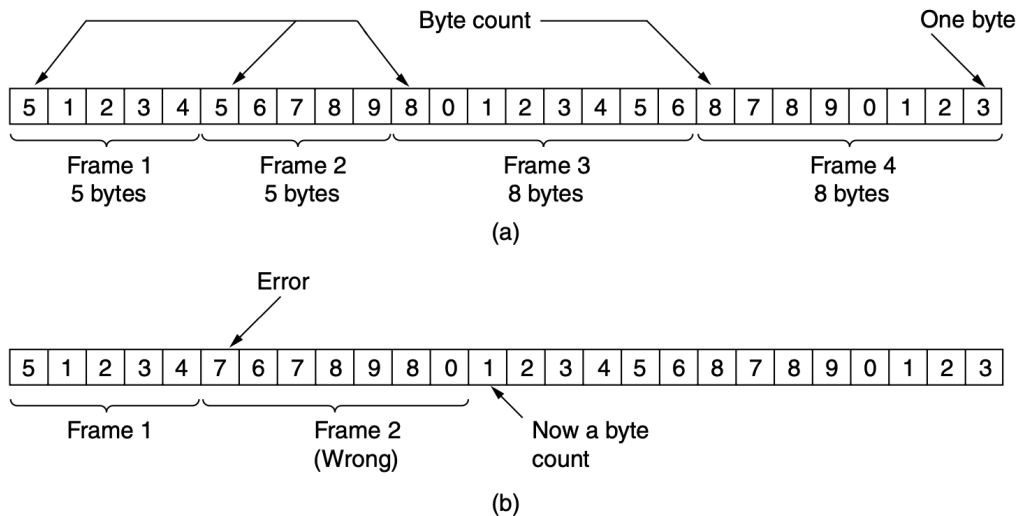 Byte count One byte
5 1 2 3 4 5 6 7 8 9 8 0 1 2 3 4 5 6 8 7 8 9 0 1 2 3
Frame 1 Frame 2 Frame 3 Frame 4
5 bytes 5 bytes 8 bytes 8 bytes
(a)
Error
5 1 2 3 4 7 6 7 8 9 8 0 1 2 3 4 5 6 8 7 8 9 0 1 2 3
Frame 1 Frame 2 Now a byte
(Wrong) count
(b)